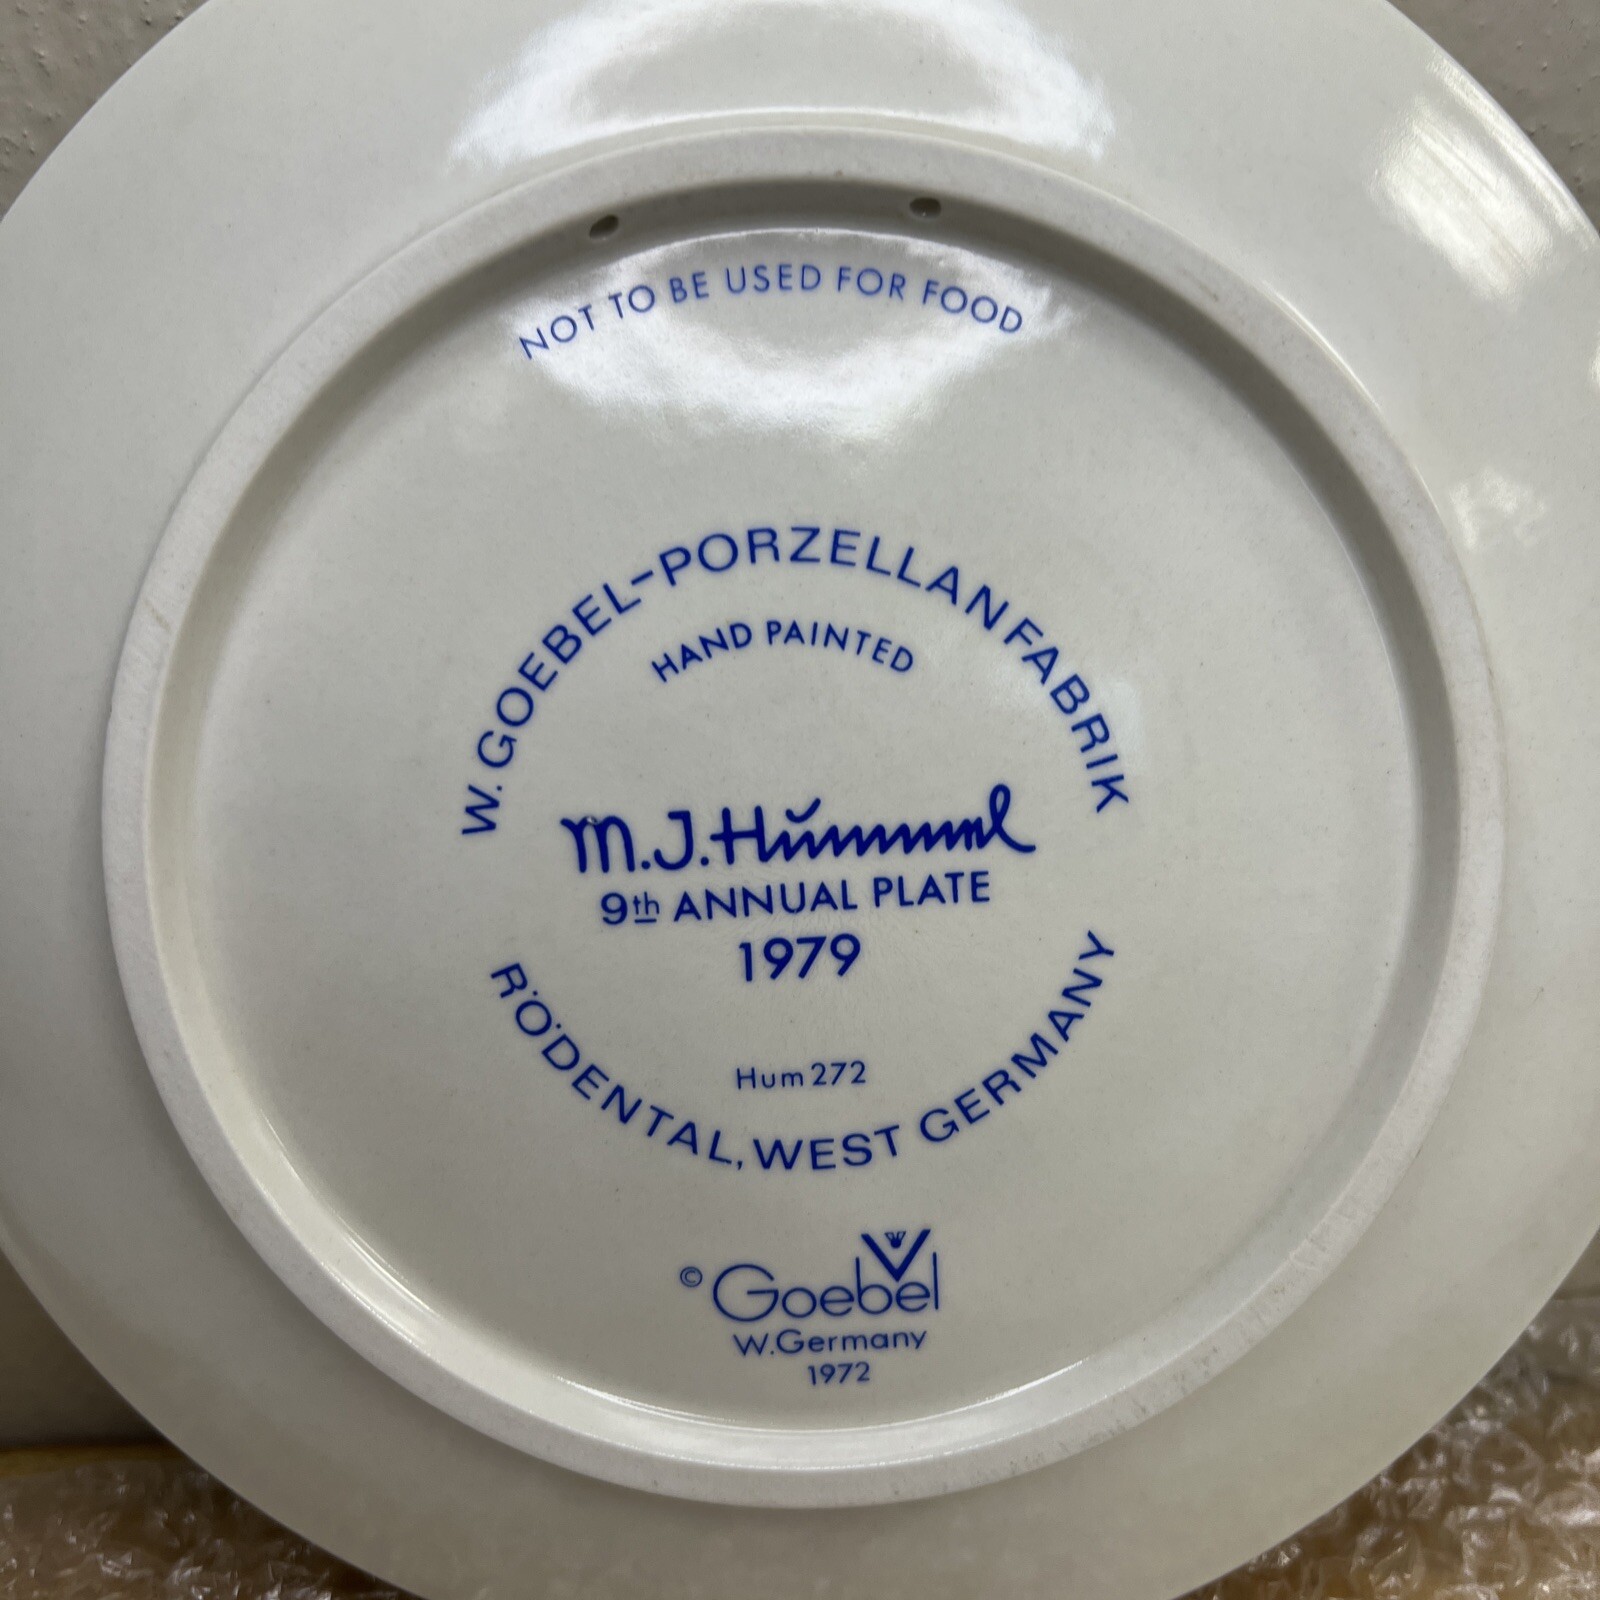 NOT TO BE USED FOR FOOD
W. GOEBEL-PORZELLANFABRIK
HAND PAINTED
M.J. Hummel
9th ANNUAL PLATE
1979
Hum 272
RÖDENTAL, WEST GERMANY
© Goebel
W. Germany
1972